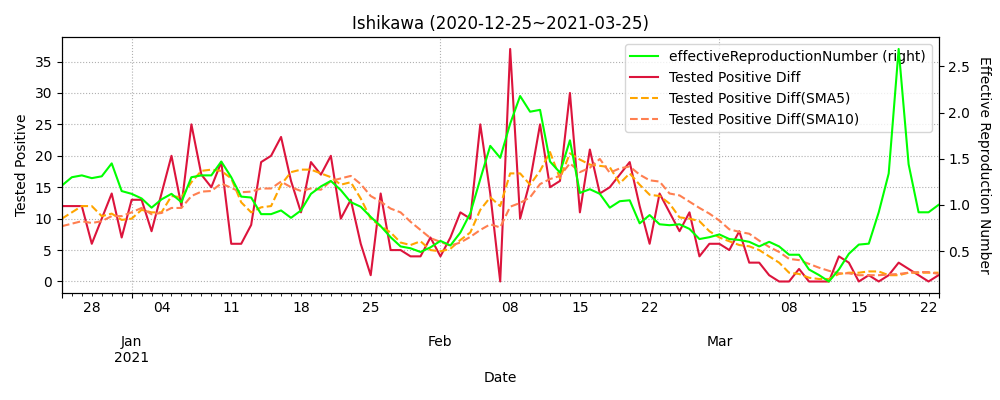 Ishikawa (2020-12-25~2021-03-25)
effectiveReproductionNumber (right)
Tested Positive Diff
Tested Positive Diff(SMA5)
Tested Positive Diff(SMA10)
Tested Positive
35
30
25
20
15
10
5
0
Effective Reproduction Number
2.5
2.0
1.5
1.0
0.5
28 04 11 18 25 08 15 22 08 15 22
Jan Feb Mar
2021
Date